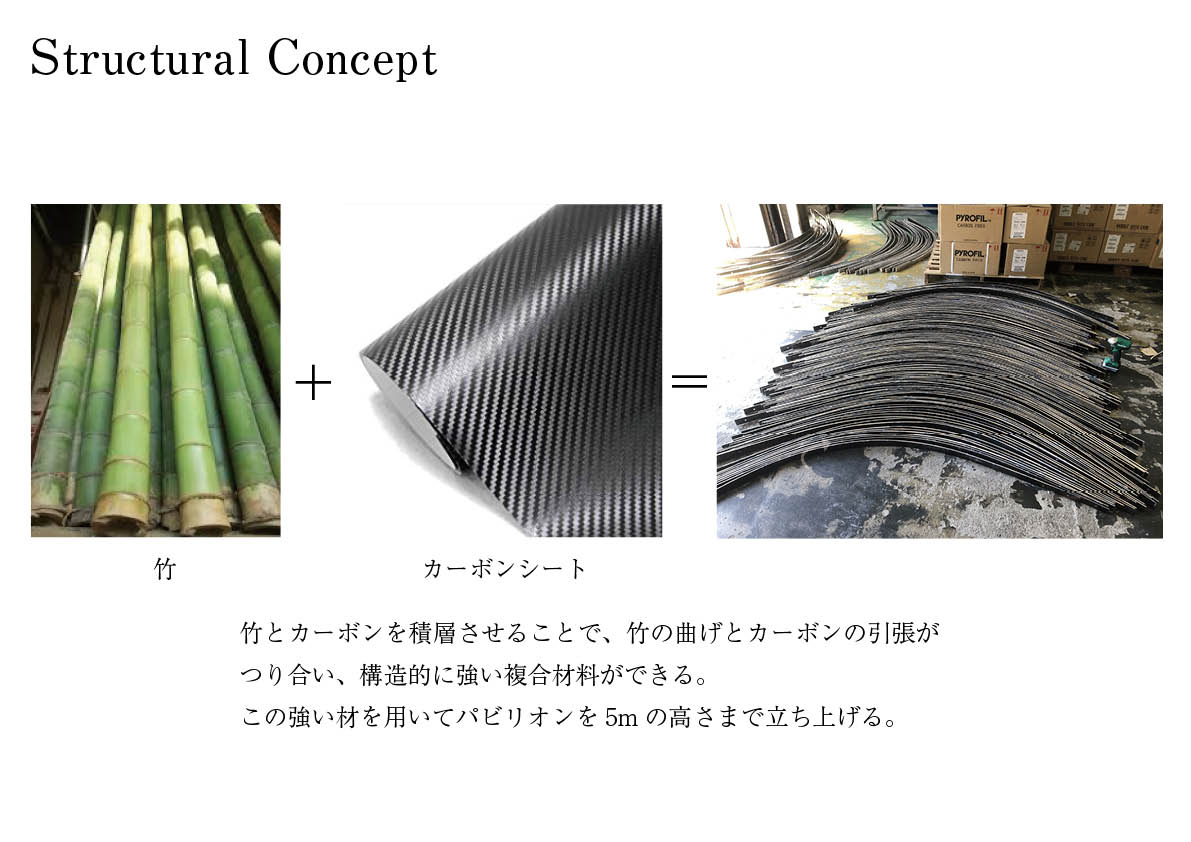 Structural Concept
+
=
PYROFIL
CARBON FIBER
PYROFIL
竹
カーボンシート
竹とカーボンを積層させることで、竹の曲げとカーボンの引張が
つり合い、構造的に強い複合材料ができる。
この強い材を用いてパビリオンを 5m の高さまで立ち上げる。